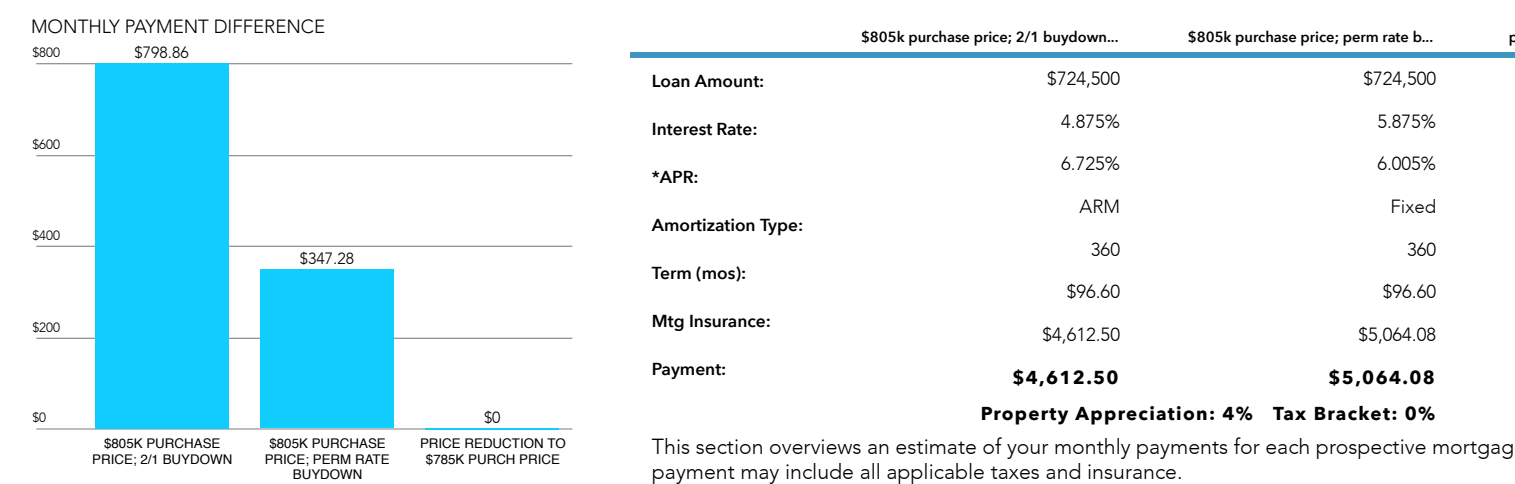 MONTHLY PAYMENT DIFFERENCE
$800
$798.86
$600
$400
$347.28
$200
$0
$0
$805K PURCHASE
PRICE; 2/1 BUYDOWN
$805K PURCHASE
PRICE; PERM RATE
BUYDOWN
PRICE REDUCTION TO
$785K PURCH PRICE
$805k purchase price; 2/1 buydown... $805k purchase price; perm rate b... p
Loan Amount: $724,500 $724,500
Interest Rate: 4.875% 5.875%
*APR: 6.725% 6.005%
Amortization Type: ARM Fixed
Term (mos): 360 360
Mtg Insurance: $96.60 $96.60
Payment: $4,612.50 $5,064.08
$4,612.50 $5,064.08
Property Appreciation: 4% Tax Bracket: 0%
This section overviews an estimate of your monthly payments for each prospective mortgag
payment may include all applicable taxes and insurance.